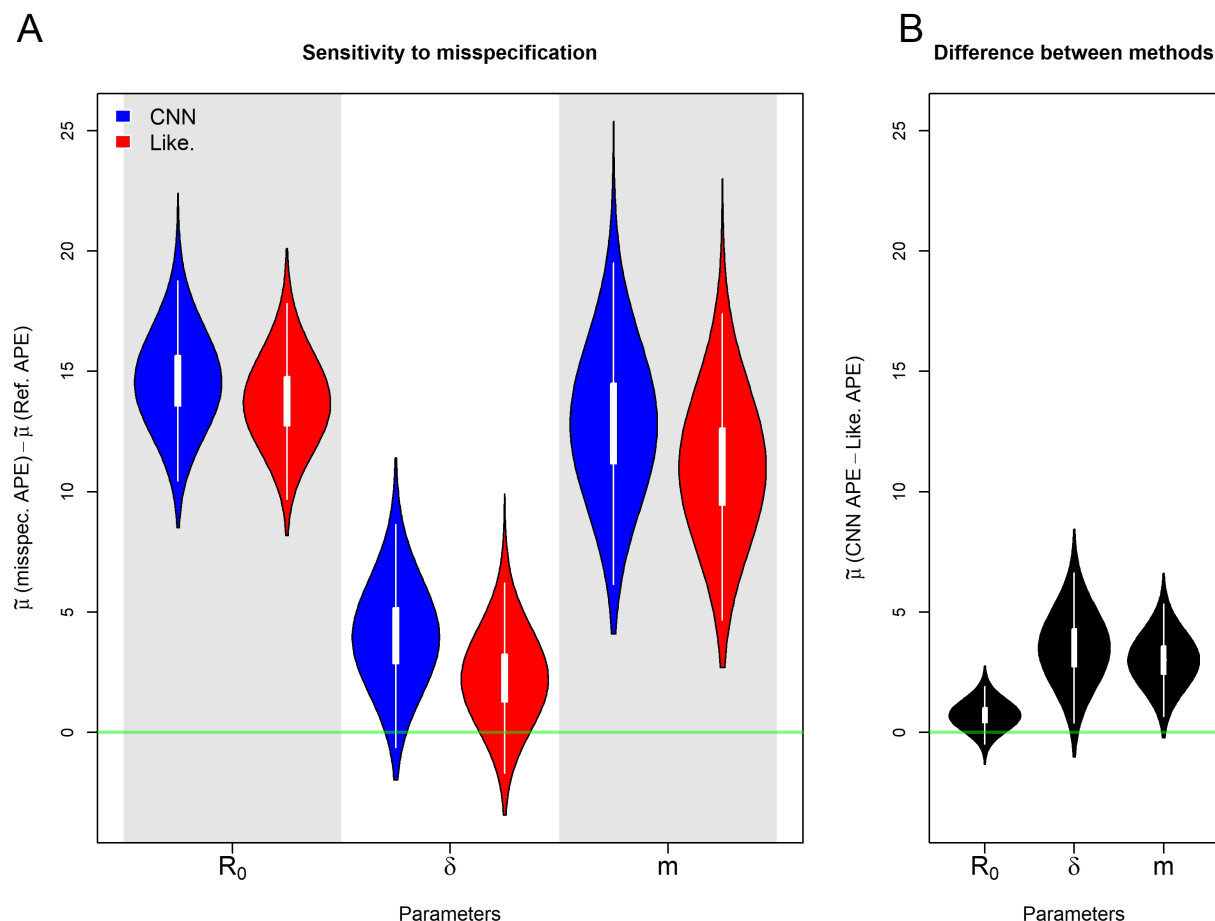 A
Sensitivity to misspecification
CNN
Like.
μ̃ (misspec. APE) – μ̃ (Ref. APE)
25
20
15
10
5
0
R₀
δ
m
Parameters
B
Difference between methods
μ̃ (CNN APE – Like. APE)
25
20
15
10
5
0
R₀
δ
m
Parameters